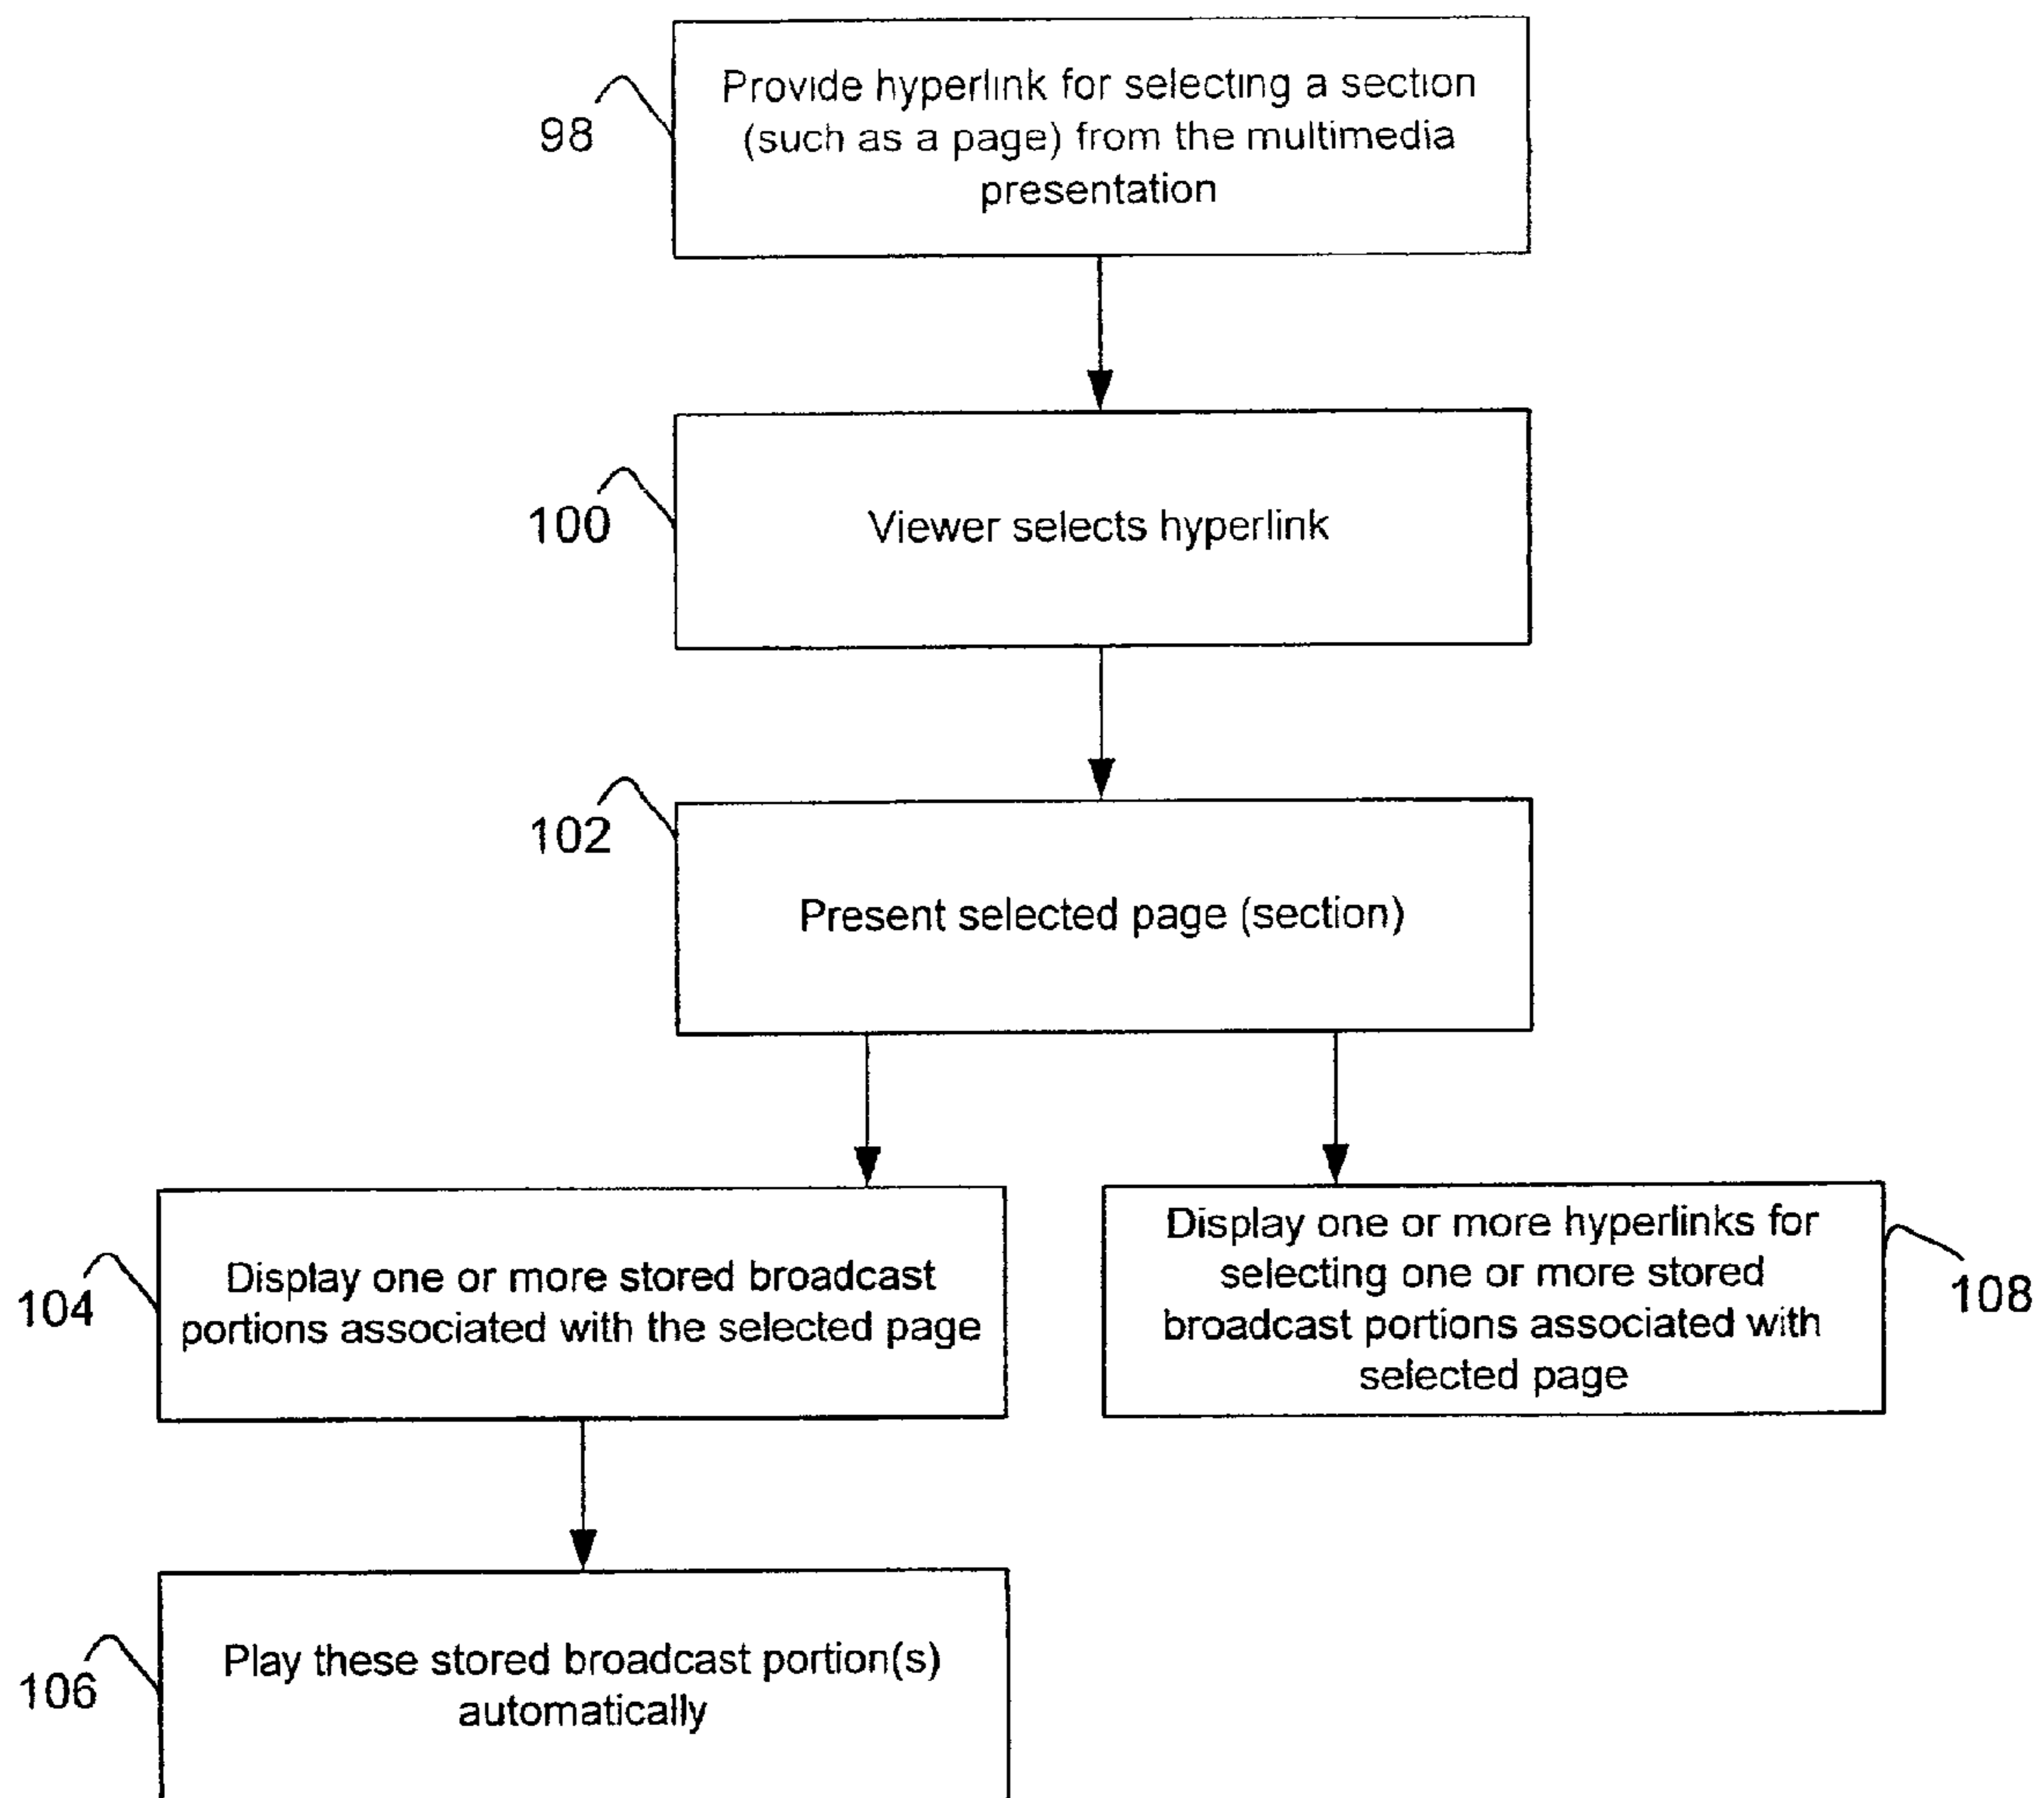 Provide hyperlink for selecting a section
(such as a page) from the multimedia
presentation
98
Viewer selects hyperlink
100
Present selected page (section)
102
Display one or more stored broadcast
portions associated with the selected page
104
Display one or more hyperlinks for
selecting one or more stored
broadcast portions associated with
selected page
108
Play these stored broadcast portion(s)
automatically
106